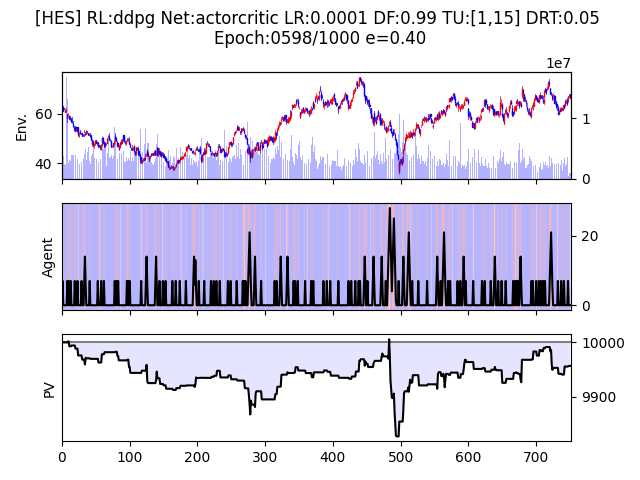 [HES] RL:ddpg Net:actorcritic LR:0.0001 DF:0.99 TU:[1,15] DRT:0.05
Epoch:0598/1000 e=0.40
1e7
Env.
60
40
1
0
Agent
20
0
PV
10000
9900
0 100 200 300 400 500 600 700